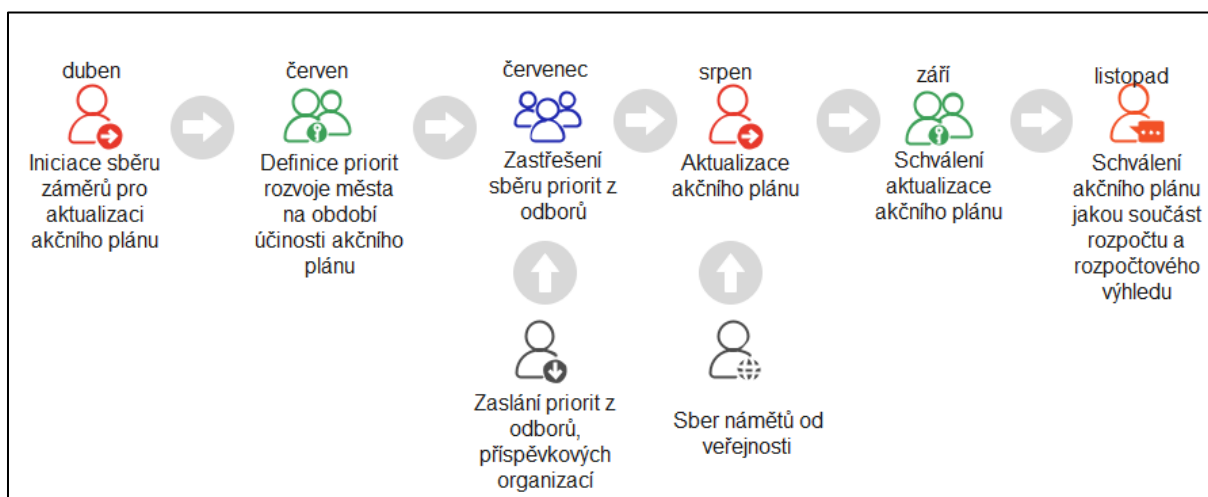 duben
Iniciace sběru
záměrů pro
aktualizaci
akčního plánu
červen
Definice priorit
rozvoje města
na období
účinosti akčního
plánu
červenec
Zastřešení
sběru priorit z
odborů
srpen
Aktualizace
akčního plánu
září
Schválení
aktualizace
akčního plánu
listopad
Schválení
akčního plánu
jakou součást
rozpočtu a
rozpočtového
výhledu
Zaslání priorit z
odborů,
příspěvkových
organizací
Sber námětů od
veřejnosti